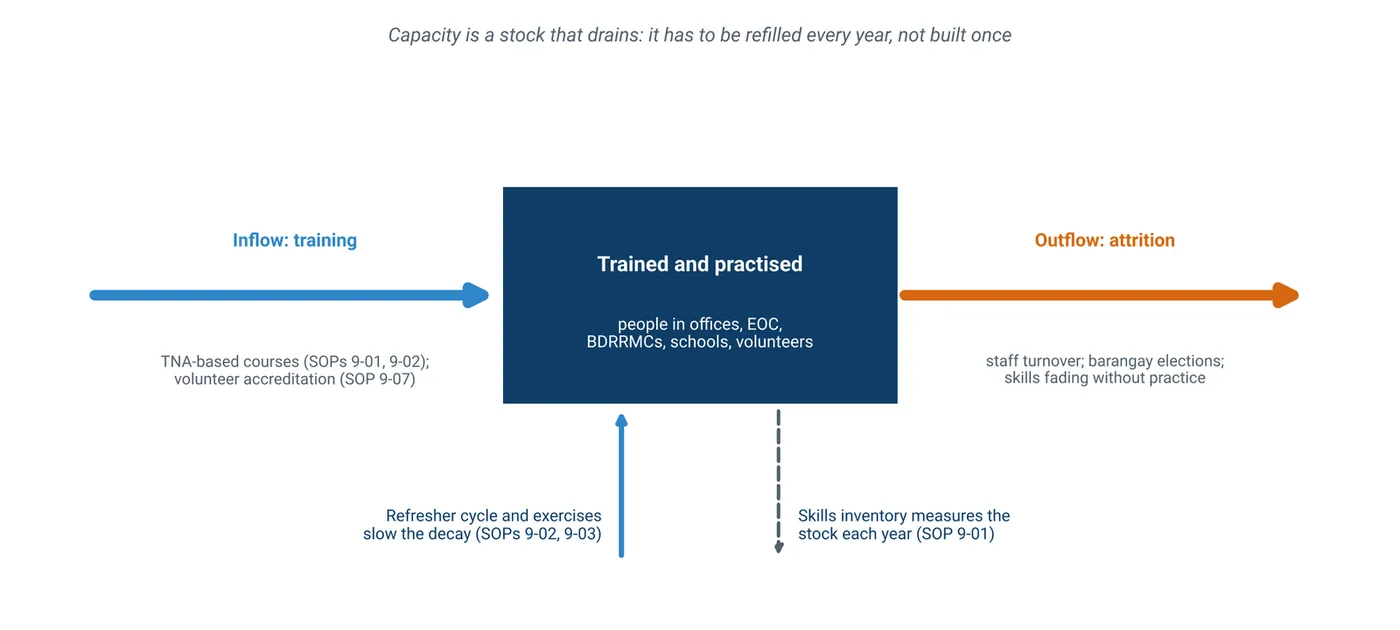 Capacity is a stock that drains: it has to be refilled every year, not built once
Inflow: training
TNA-based courses (SOPs 9-01, 9-02);
volunteer accreditation (SOP 9-07)
Trained and practised
people in offices, EOC,
BDRRMCs, schools, volunteers
Outflow: attrition
staff turnover; barangay elections;
skills fading without practice
Refresher cycle and exercises
slow the decay (SOPs 9-02, 9-03)
Skills inventory measures the
stock each year (SOP 9-01)